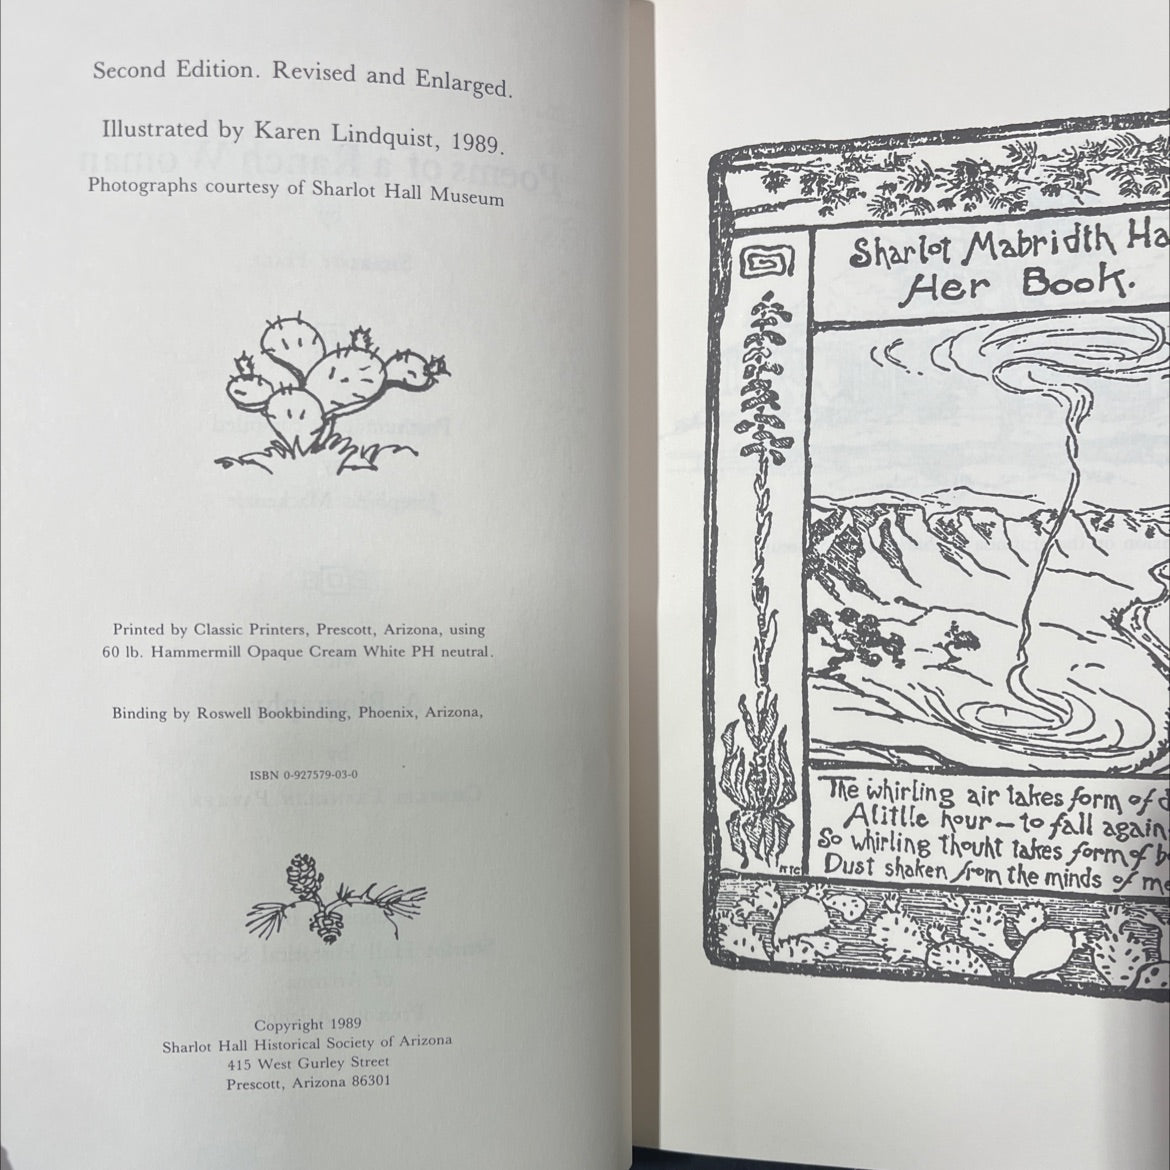 Second Edition. Revised and Enlarged.
Illustrated by Karen Lindquist, 1989.
Photographs courtesy of Sharlot Hall Museum
Printed by Classic Printers, Prescott, Arizona, using
60 lb. Hammermill Opaque Cream White PH neutral.
Binding by Roswell Bookbinding, Phoenix, Arizona,
ISBN 0-927579-03-0
Copyright 1989
Sharlot Hall Historical Society of Arizona
415 West Gurley Street
Prescott, Arizona 86301
Sharlot Mabridth Ha
Her Book.
The whirling air takes form of
A little hour—to fall again
So whirling thouht takes form of b
Dust shaken from the minds of me